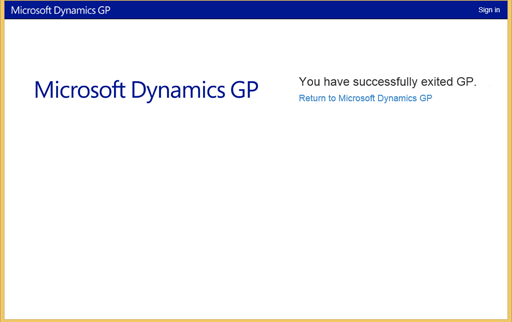 Microsoft Dynamics GP
Sign in
Microsoft Dynamics GP
You have successfully exited GP.
Return to Microsoft Dynamics GP